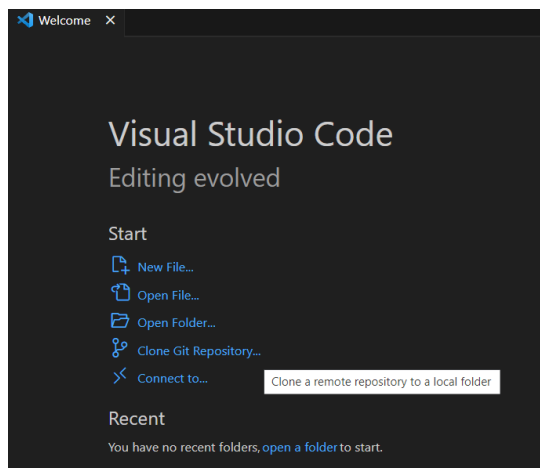 Welcome
Visual Studio Code
Editing evolved
Start
New File...
Open File...
Open Folder...
Clone Git Repository...
Connect to...
Clone a remote repository to a local folder
Recent
You have no recent folders, open a folder to start.